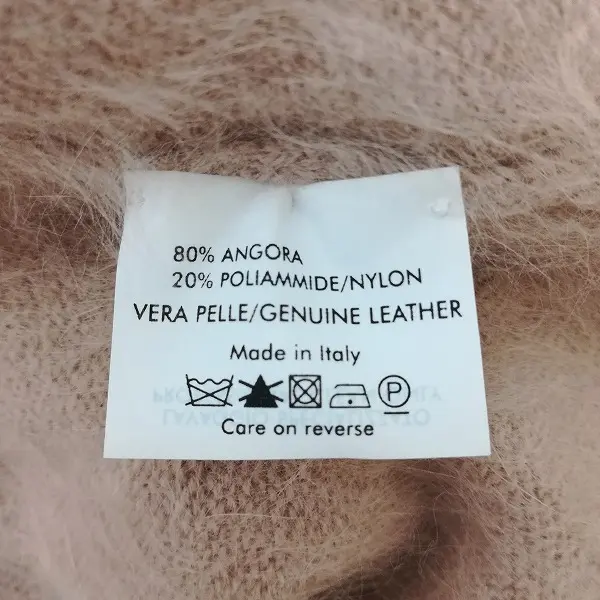 80% ANGORA
20% POLIAMMIDE/NYLON
VERA PELLE/GENUINE LEATHER
Made in Italy
P
Care on reverse